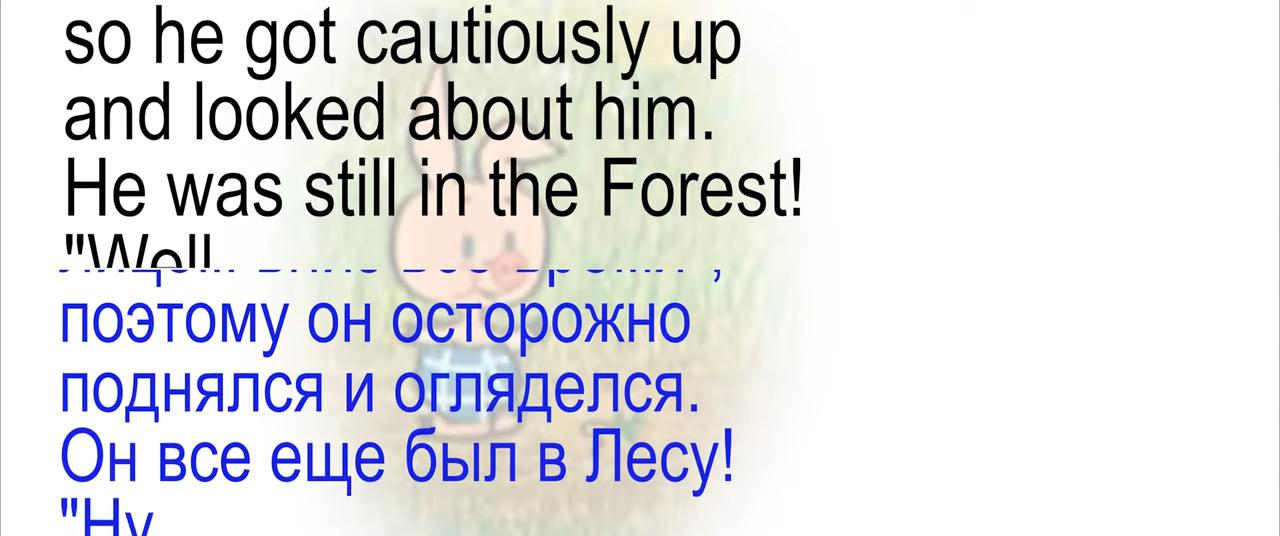 so he got cautiously up
and looked about him.
He was still in the Forest!
"Well
поэтому он осторожно
поднялся и огляделся.
Он все еще был в Лесу!
"Ну